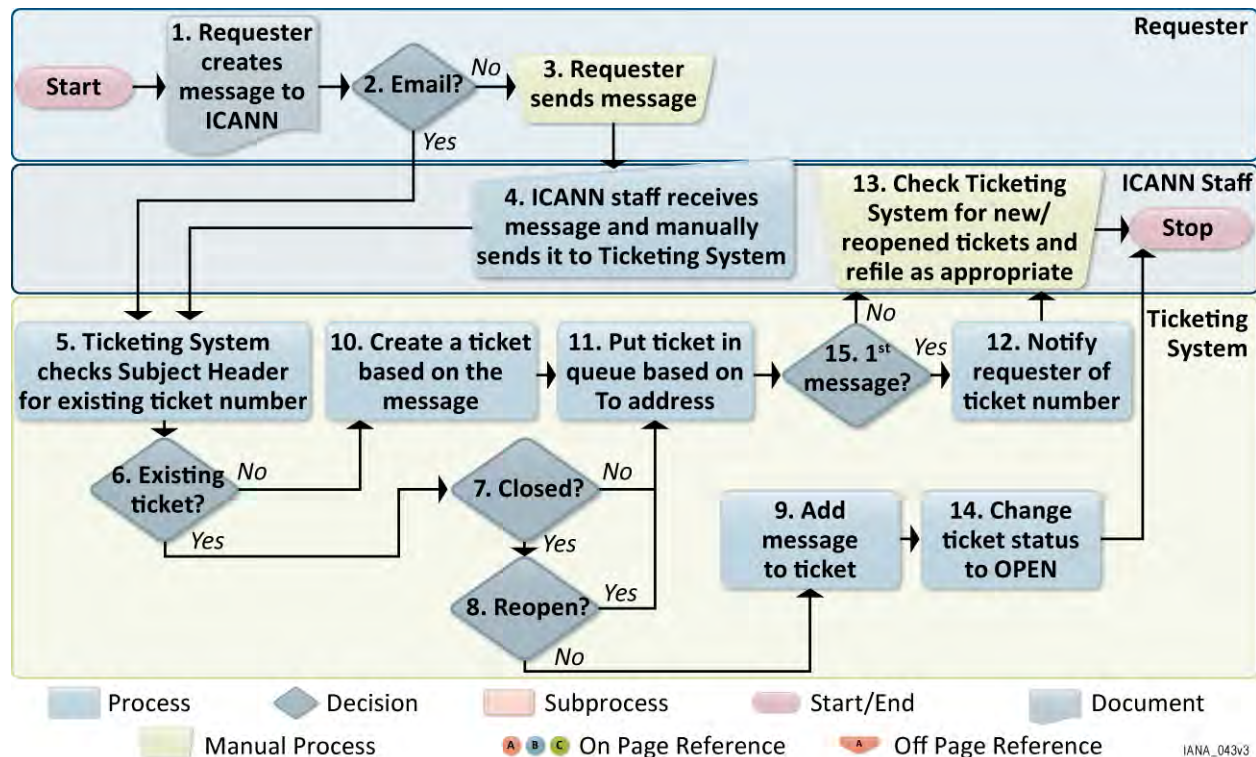 Requester
Start
1. Requester
creates
message to
ICANN
2. Email?
No
Yes
3. Requester
sends message
ICANN Staff
4. ICANN staff receives
message and manually
sends it to Ticketing System
13. Check Ticketing
System for new/
reopened tickets and
refile as appropriate
Stop
Ticketing
System
5. Ticketing System
checks Subject Header
for existing ticket number
10. Create a ticket
based on the
message
11. Put ticket in
queue based on
To address
No
15. 1st
message?
Yes
12. Notify
requester of
ticket number
6. Existing
ticket?
No
Yes
7. Closed?
No
Yes
8. Reopen?
Yes
No
9. Add
message
to ticket
14. Change
ticket status
to OPEN
Process
Decision
Subprocess
Start/End
Document
Manual Process
A B C On Page Reference
A Off Page Reference
IANA_043v3